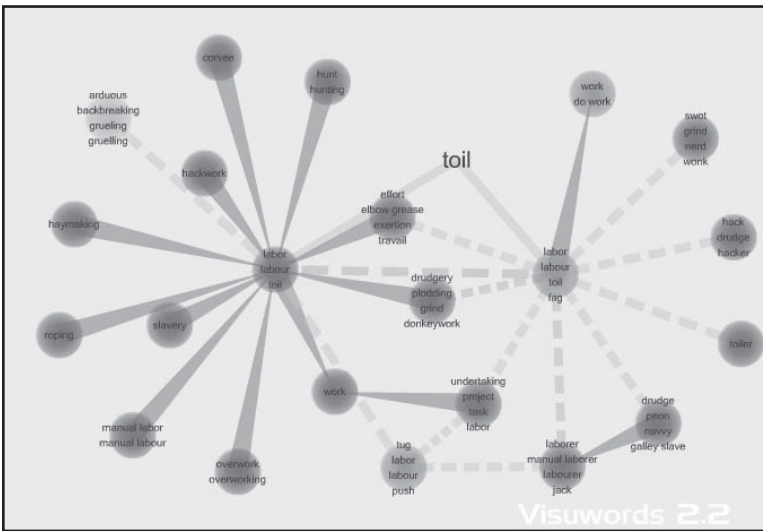 corvee
hunt
hunting
work
do work
arduous
backbreaking
grueling
gruelling
swot
grind
nerd
wonk
toil
hackwork
effort
elbow grease
exertion
travail
haymaking
hack
drudge
hacker
labor
labour
toil
labor
labour
toil
fag
drudgery
plodding
grind
donkeywork
roping
slavery
toiler
work
undertaking
project
task
labor
drudge
peon
navvy
galley slave
manual labor
manual labour
overwork
overworking
tug
labor
labour
push
laborer
manual laborer
labourer
jack
Visuwords 2.2